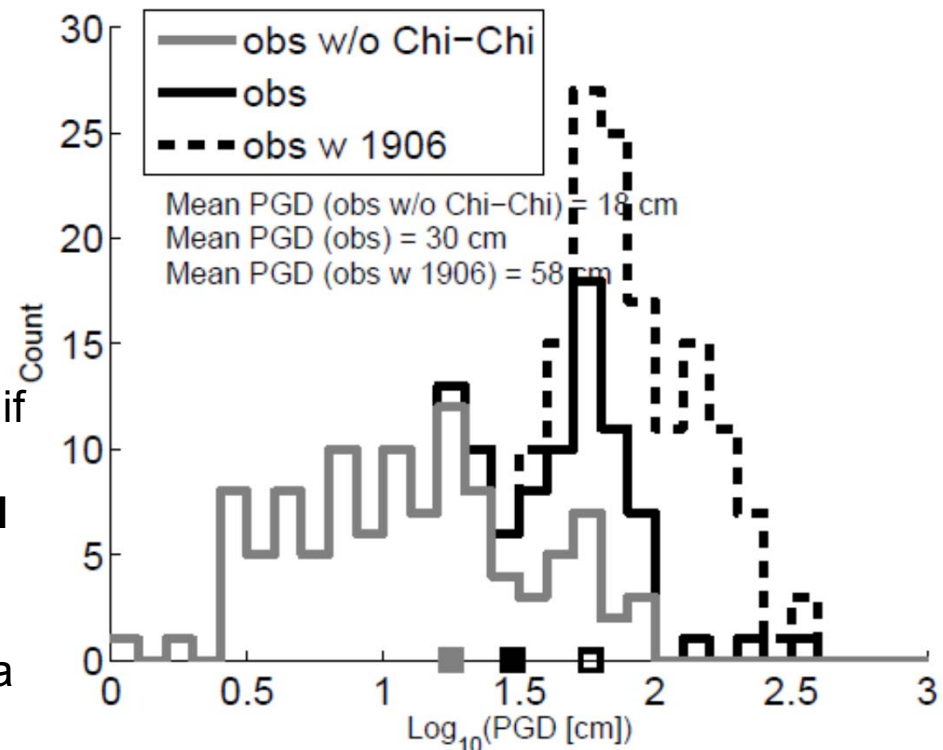 30
obs w/o Chi-Chi
obs
obs w 1906
25
Mean PGD (obs w/o Chi-Chi) = 18 cm
20
Mean PGD (obs) = 30 cm
Mean PGD (obs w 1906) = 58 cm
15
Count
if
10
5
a
0
0 0.5 1 1.5 2 2.5 3
Log10(PGD [cm])